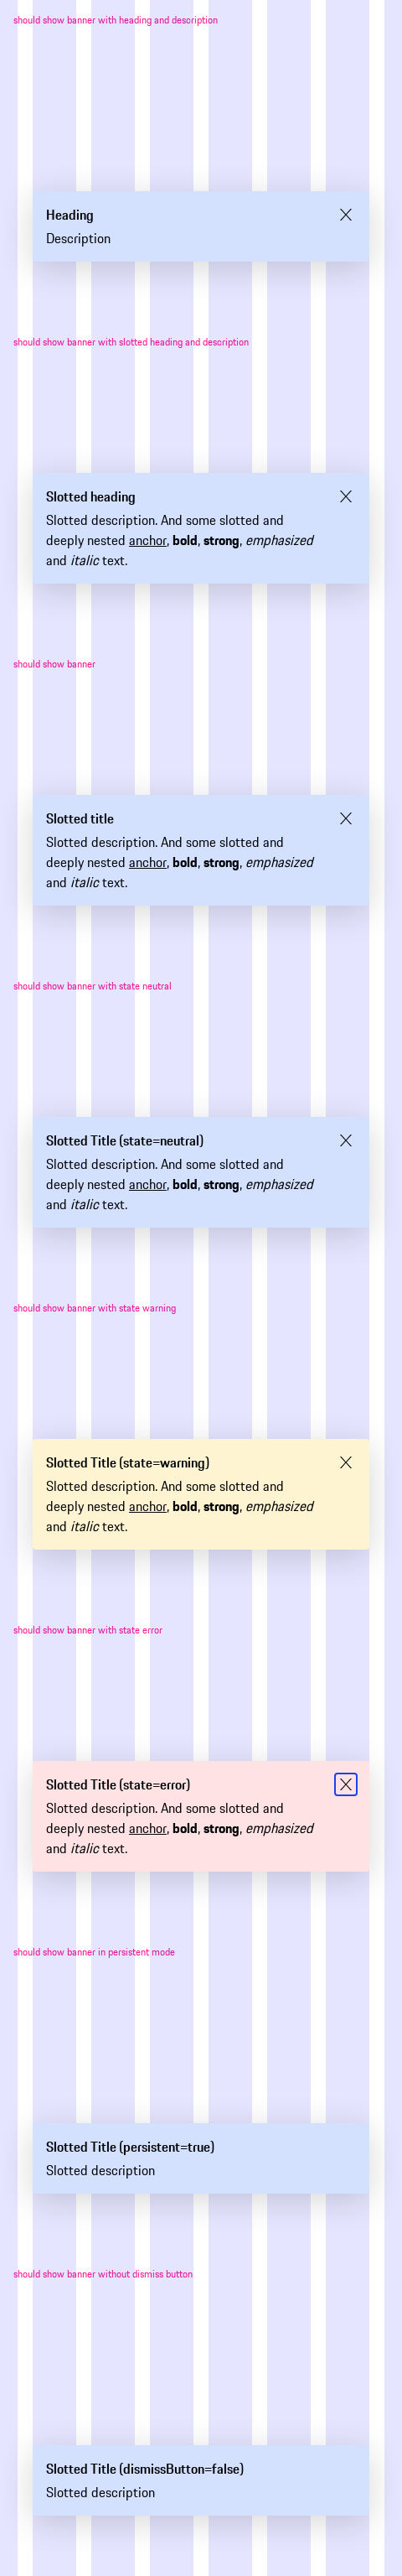 should show banner with heading and description
Heading
Description
should show banner with slotted heading and description
Slotted heading
Slotted description. And some slotted and
deeply nested anchor, bold, strong, emphasized
and italic text.
should show banner
Slotted title
Slotted description. And some slotted and
deeply nested anchor, bold, strong, emphasized
and italic text.
should show banner with state neutral
Slotted Title (state=neutral)
Slotted description. And some slotted and
deeply nested anchor, bold, strong, emphasized
and italic text.
should show banner with state warning
Slotted Title (state=warning)
Slotted description. And some slotted and
deeply nested anchor, bold, strong, emphasized
and italic text.
should show banner with state error
Slotted Title (state=error)
Slotted description. And some slotted and
deeply nested anchor, bold, strong, emphasized
and italic text.
should show banner in persistent mode
Slotted Title (persistent=true)
Slotted description
should show banner without dismiss button
Slotted Title (dismissButton=false)
Slotted description